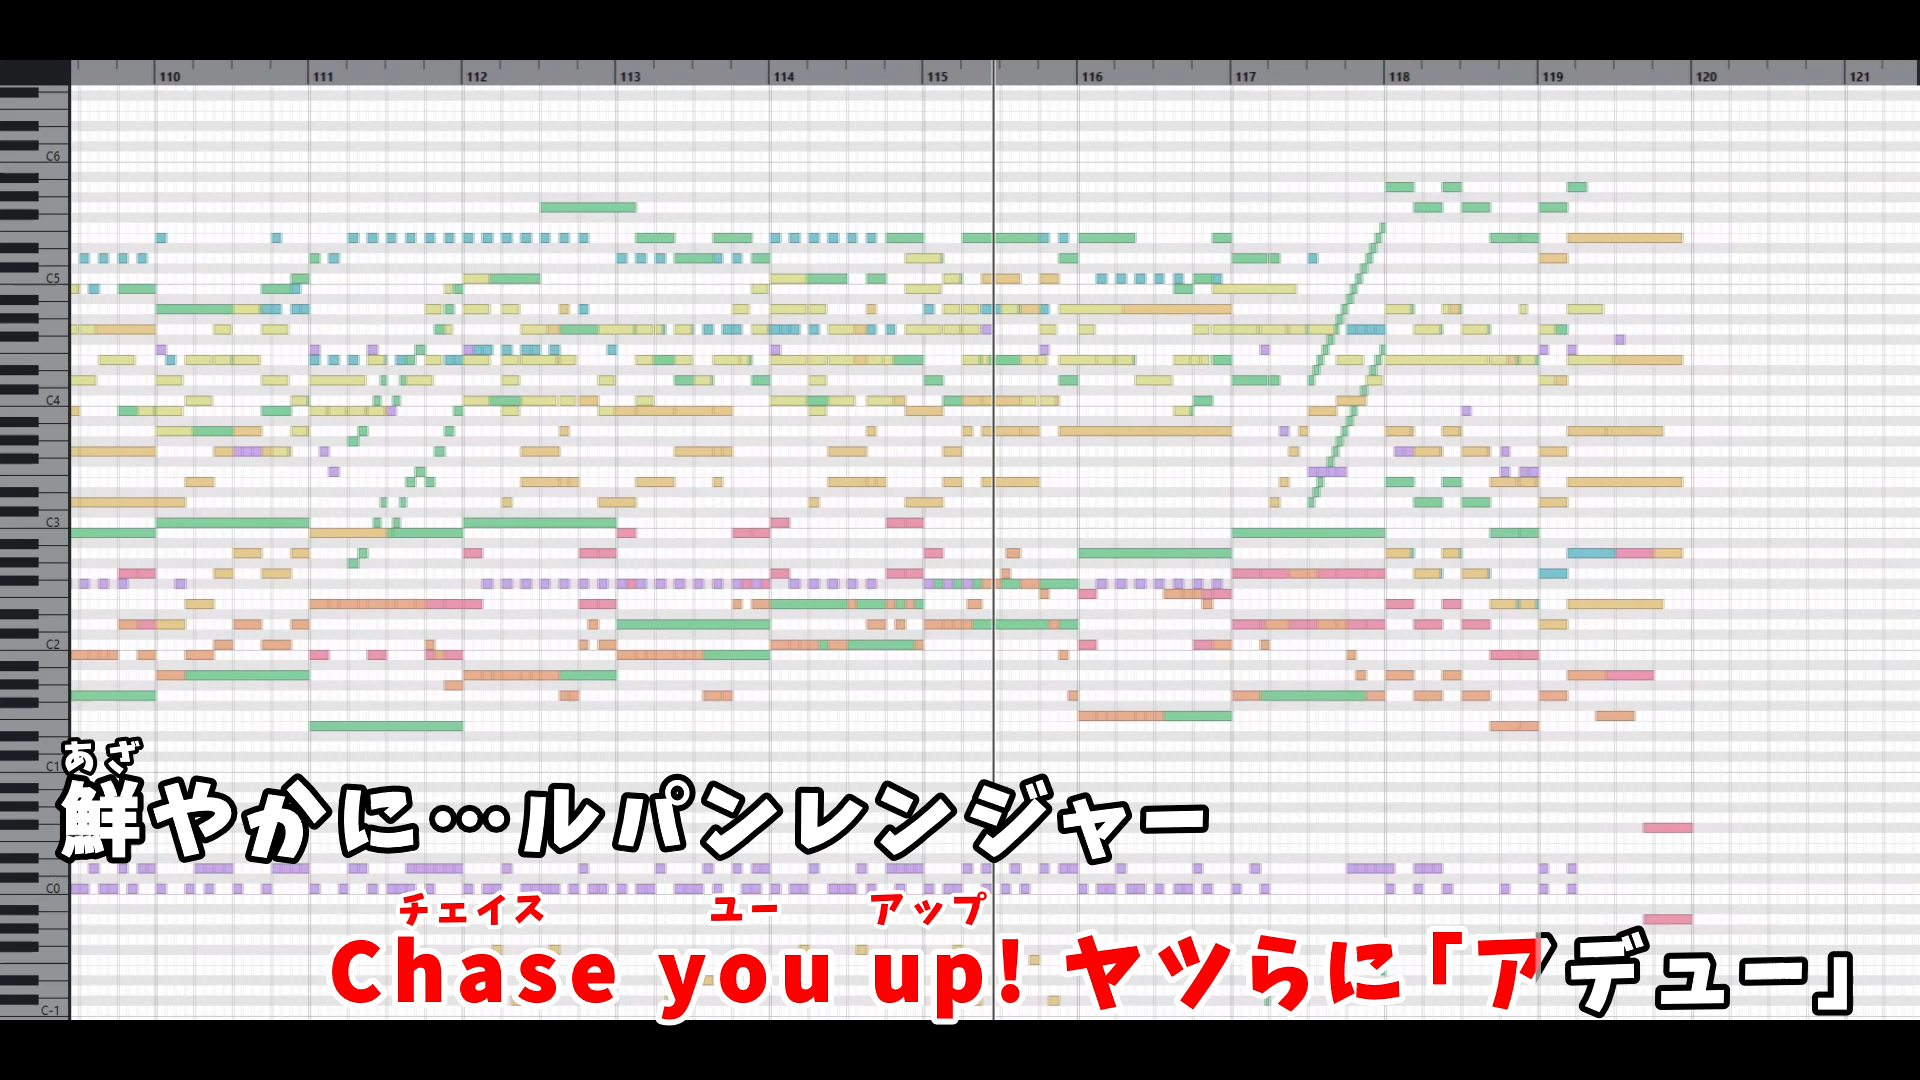 110 111 112 113 114 115 116 117 118 119 120 121
C6
C5
C4
C3
C2
C1
あざ
鮮やかに…ルパンレンジャー
C0
チェイス ユー アップ
Chase you up! ヤツらに「アデュー」
C-1